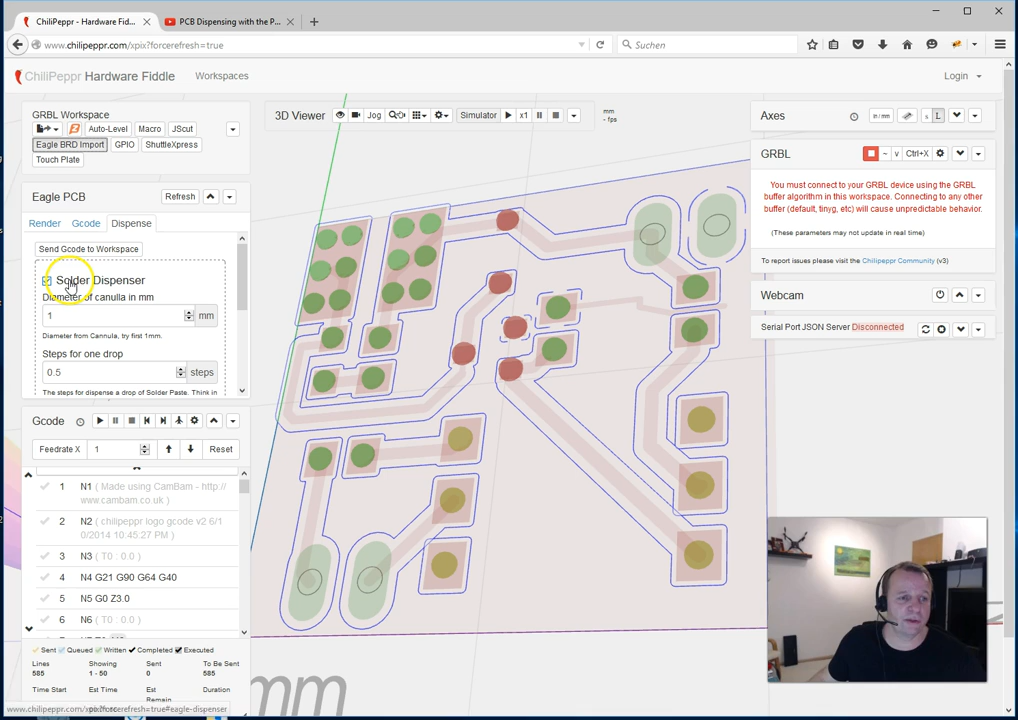 ChiliPeppr - Hardware Fiddl...
PCB Dispensing with the P...
www.chilipeppr.com/xpix?forcerefresh=true
Suchen
ChiliPeppr Hardware Fiddle
Workspaces
Login
GRBL Workspace
Auto-Level
Macro
JScut
Eagle BRD Import
GPIO
ShuttleXpress
Touch Plate
3D Viewer
Jog
Simulator
x1
mm
- fps
Axes
in / mm
s
L
GRBL
~
v
Ctrl+X
You must connect to your GRBL device using the GRBL
buffer algorithm in this workspace. Connecting to any other
buffer (default, tinyg, etc) will cause unpredictable behavior.
(These parameters may not update in real time)
To report issues please visit the Chilipeppr Community (v3)
Webcam
Serial Port JSON Server Disconnected
Eagle PCB
Refresh
Render
Gcode
Dispense
Send Gcode to Workspace
Solder Dispenser
Diameter of canulla in mm
1
mm
Diameter from Cannula, by first 1mm.
Steps for one drop
0.5
steps
The steps for dispense a drop of Solder Paste. Think in
Gcode
Feedrate X
1
Reset
1 N1 ( Made using CamBam - http://
www.cambam.co.uk )
2 N2 ( chilipeppr logo gcode v2 6/1
0/2014 10:45:27 PM )
3 N3 ( T0 : 0.0 )
4 N4 G21 G90 G64 G40
5 N5 G0 Z3.0
6 N6 ( T0 : 0.0 )
Sent
Queued
Written
Completed
Executed
Lines
Showing
Sent
To Be Sent
585
1 - 50
0
585
Time Start
Est Time
Est
Remain
Duration
www.chilipeppr.com/xpix?forcerefresh=true#eagle-dispenser
mm